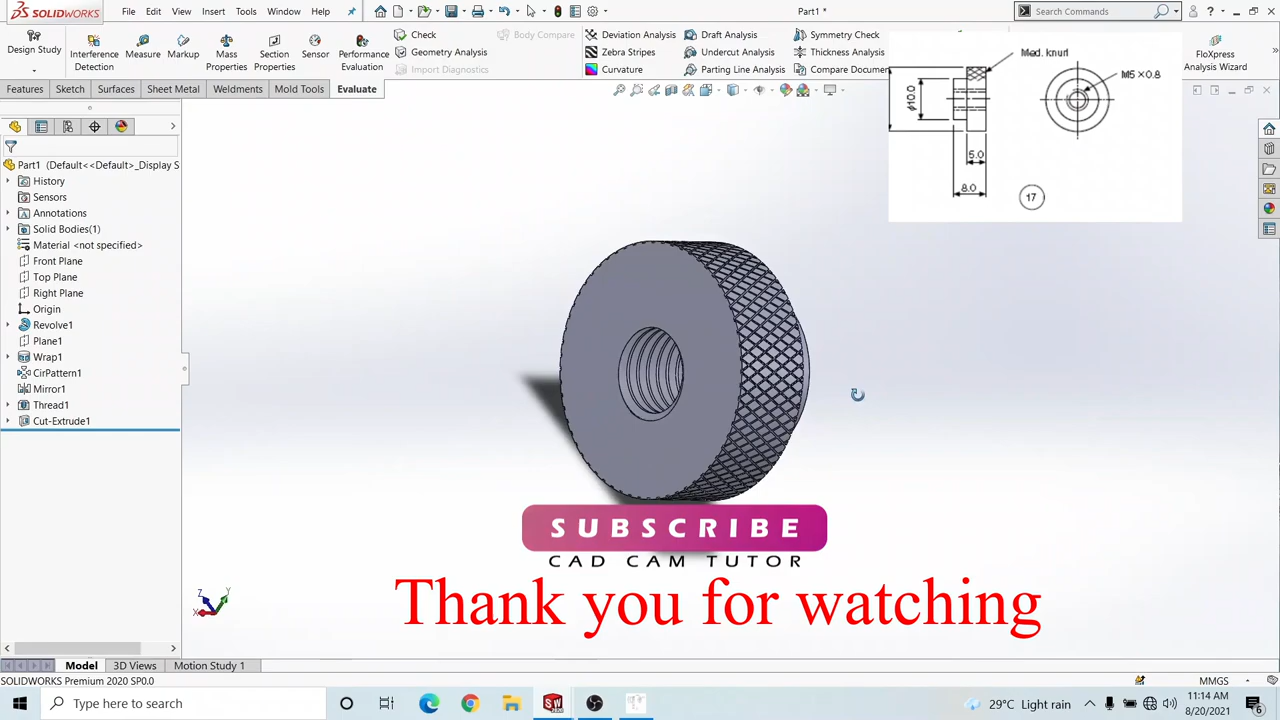 SOLIDWORKS
File
Edit
View
Insert
Tools
Window
Help
Part1 *
Search Commands
Design Study
Interference Detection
Measure
Markup
Mass Properties
Section Properties
Sensor
Performance Evaluation
Check
Geometry Analysis
Import Diagnostics
Body Compare
Deviation Analysis
Zebra Stripes
Curvature
Draft Analysis
Undercut Analysis
Parting Line Analysis
Symmetry Check
Thickness Analysis
Compare Document
FloXpress Analysis Wizard
Features
Sketch
Surfaces
Sheet Metal
Weldments
Mold Tools
Evaluate
Med. knurl
M5×0.8
ϕ10.0
5.0
8.0
17
Part1 (Default<<Default>_Display S
History
Sensors
Annotations
Solid Bodies(1)
Material <not specified>
Front Plane
Top Plane
Right Plane
Origin
Revolve1
Plane1
Wrap1
CirPattern1
Mirror1
Thread1
Cut-Extrude1
SUBSCRIBE
CAD CAM TUTOR
Thank you for watching
Z
Y
X
Model
3D Views
Motion Study 1
SOLIDWORKS Premium 2020 SP0.0
MMGS
Type here to search
SW
2020
29°C Light rain
11:14 AM
8/20/2021
6